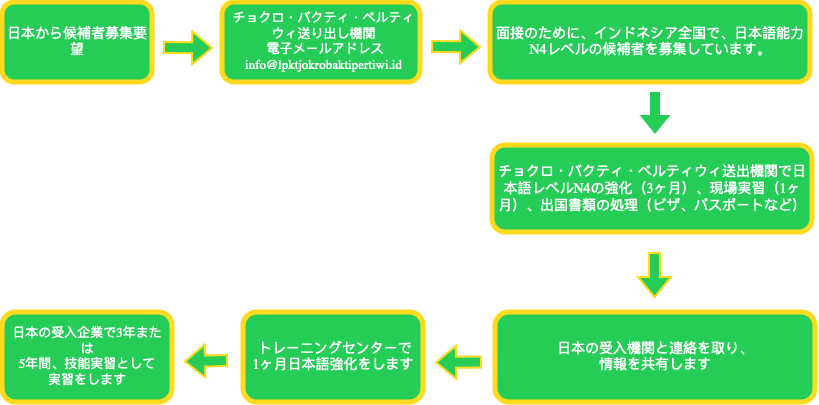 日本から候補者募集要
望
チョクロ・バクティ・ペルティ
ウィ送り出し機関
電子メールアドレス
info@lpktjokrobaktipertiwi.id
面接のために、インドネシア全国で、日本語能力
N4レベルの候補者を募集しています。
チョクロ・バクティ・ペルティウィ送出機関で日
本語レベルN4の強化（3ヶ月）、現場実習（1ヶ
月）、出国書類の処理（ビザ、パスポートなど）
日本の受入機関と連絡を取り、
情報を共有します
トレーニングセンターで
1ヶ月日本語強化をします
日本の受入企業で3年また
は
5年間、技能実習として
実習をします